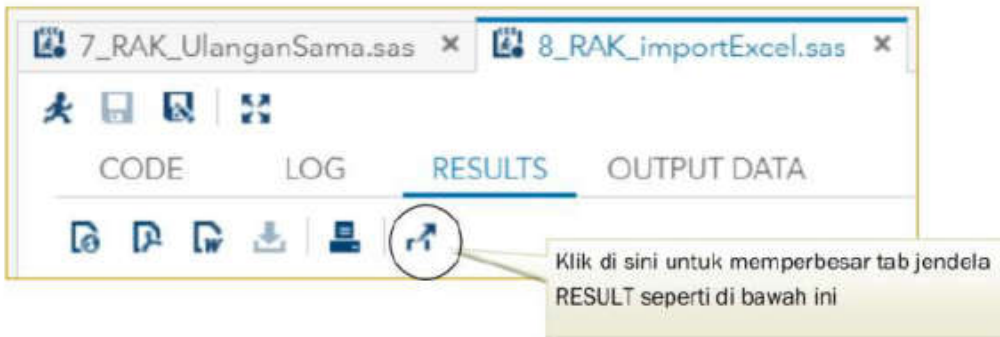 7_RAK_UlanganSama.sas × 8_RAK_importExcel.sas ×
CODE LOG RESULTS OUTPUT DATA
Klik di sini untuk memperbesar tab jendela
RESULT seperti di bawah ini